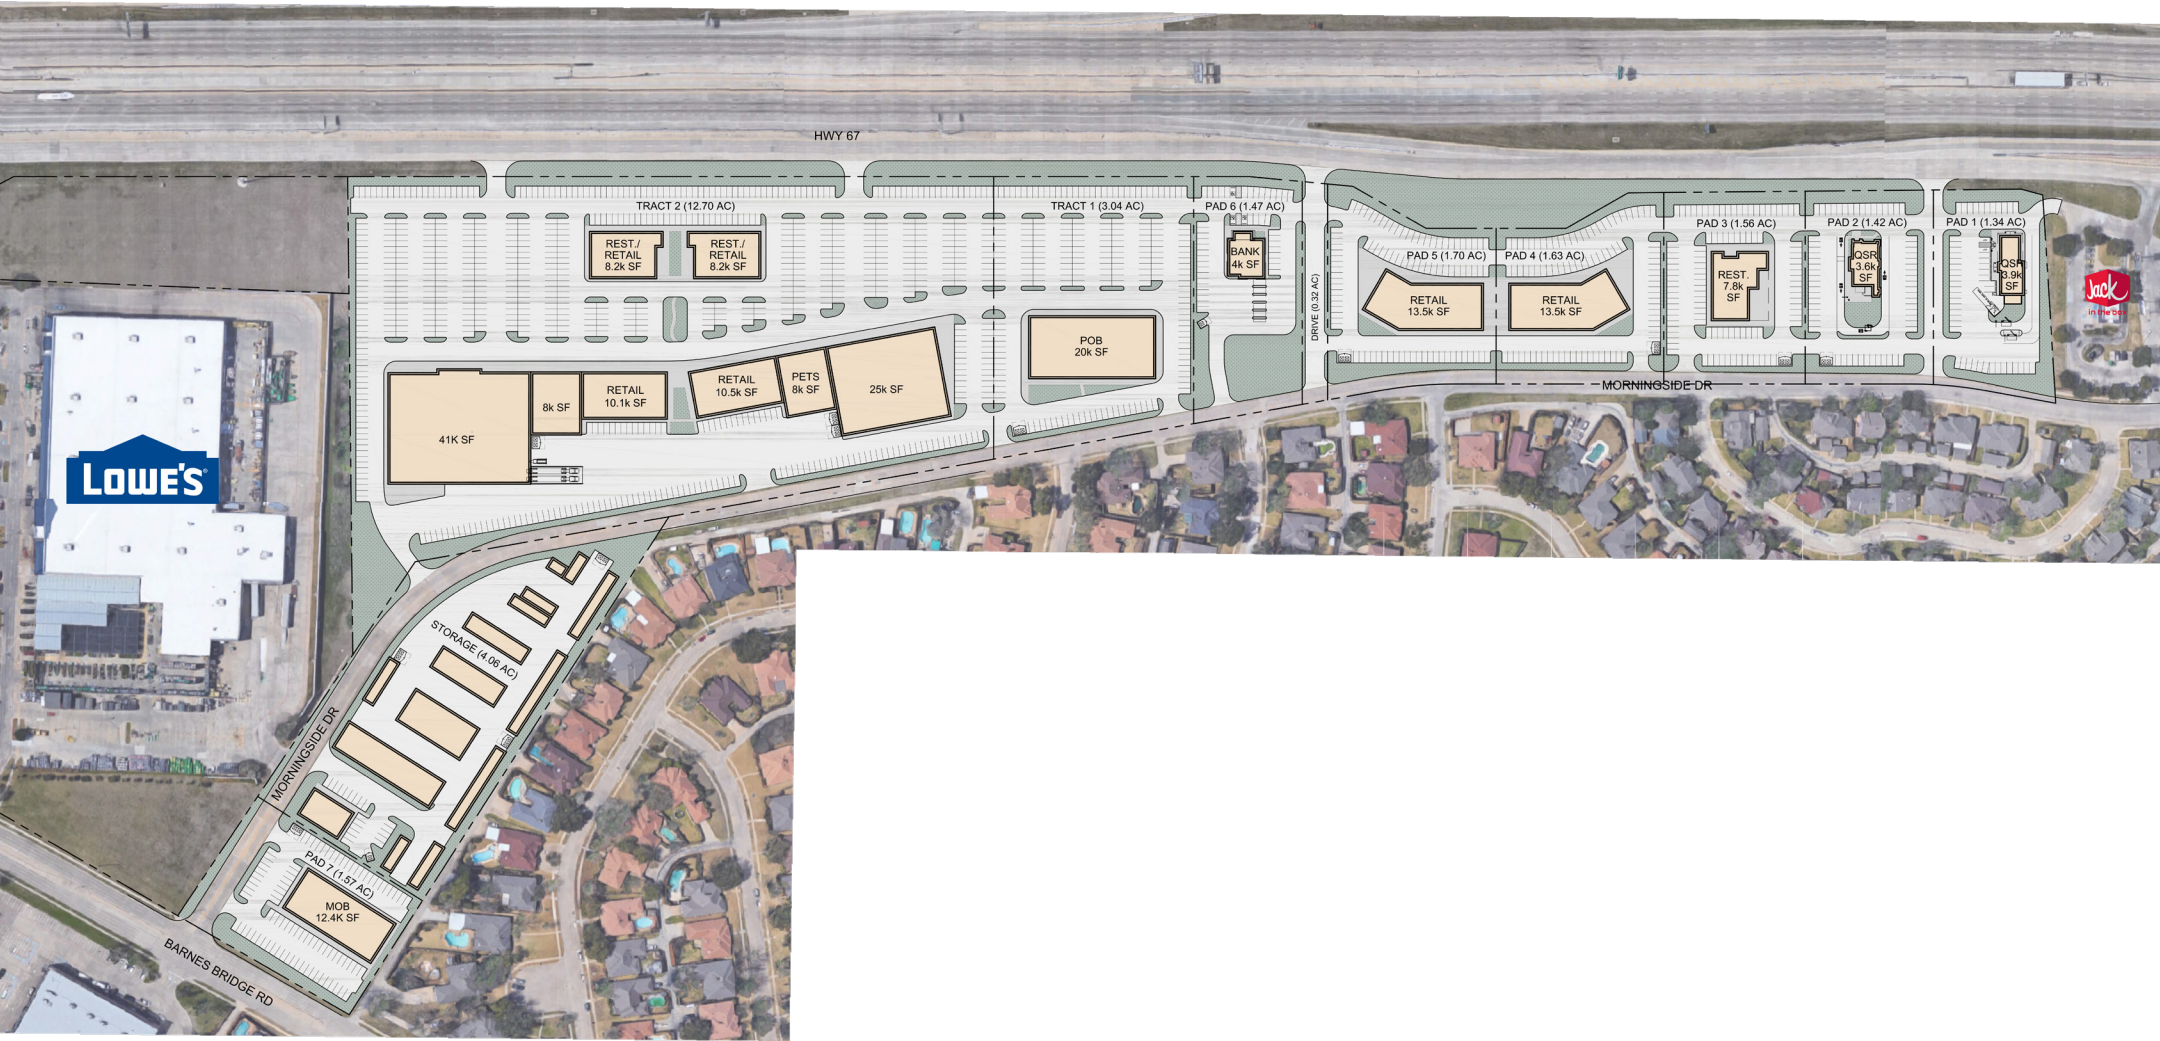 HWY 67
TRACT 2 (12.70 AC)
TRACT 1 (3.04 AC)
PAD 6 (1.47 AC)
PAD 3 (1.56 AC)
PAD 2 (1.42 AC)
PAD 1 (1.34 AC)
REST./
RETAIL
8.2k SF
REST./
RETAIL
8.2k SF
BANK
4k SF
PAD 5 (1.70 AC)
PAD 4 (1.63 AC)
QSR
3.6k
SF
QSR
3.9k
SF
REST.
7.8k
SF
Jack
in the box
RETAIL
13.5k SF
RETAIL
13.5k SF
DRIVE (0.32 AC)
POB
20k SF
MORNINGSIDE DR
41K SF
8k SF
RETAIL
10.1k SF
RETAIL
10.5k SF
PETS
8k SF
25k SF
LOWE'S
STORAGE (4.06 AC)
MORNINGSIDE DR
PAD 7 (1.57 AC)
MOB
12.4K SF
BARNES BRIDGE RD